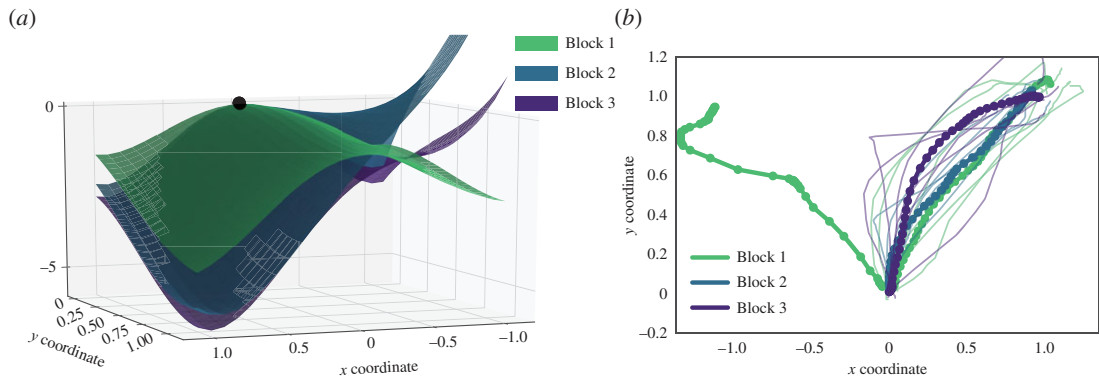 (a)
Block 1
Block 2
Block 3
0
−5
0
0.25
0.50
0.75
1.00
y coordinate
1.0
0.5
0
−0.5
−1.0
x coordinate
(b)
1.2
1.0
0.8
0.6
0.4
0.2
0
−0.2
y coordinate
Block 1
Block 2
Block 3
−1.0
−0.5
0
0.5
1.0
x coordinate